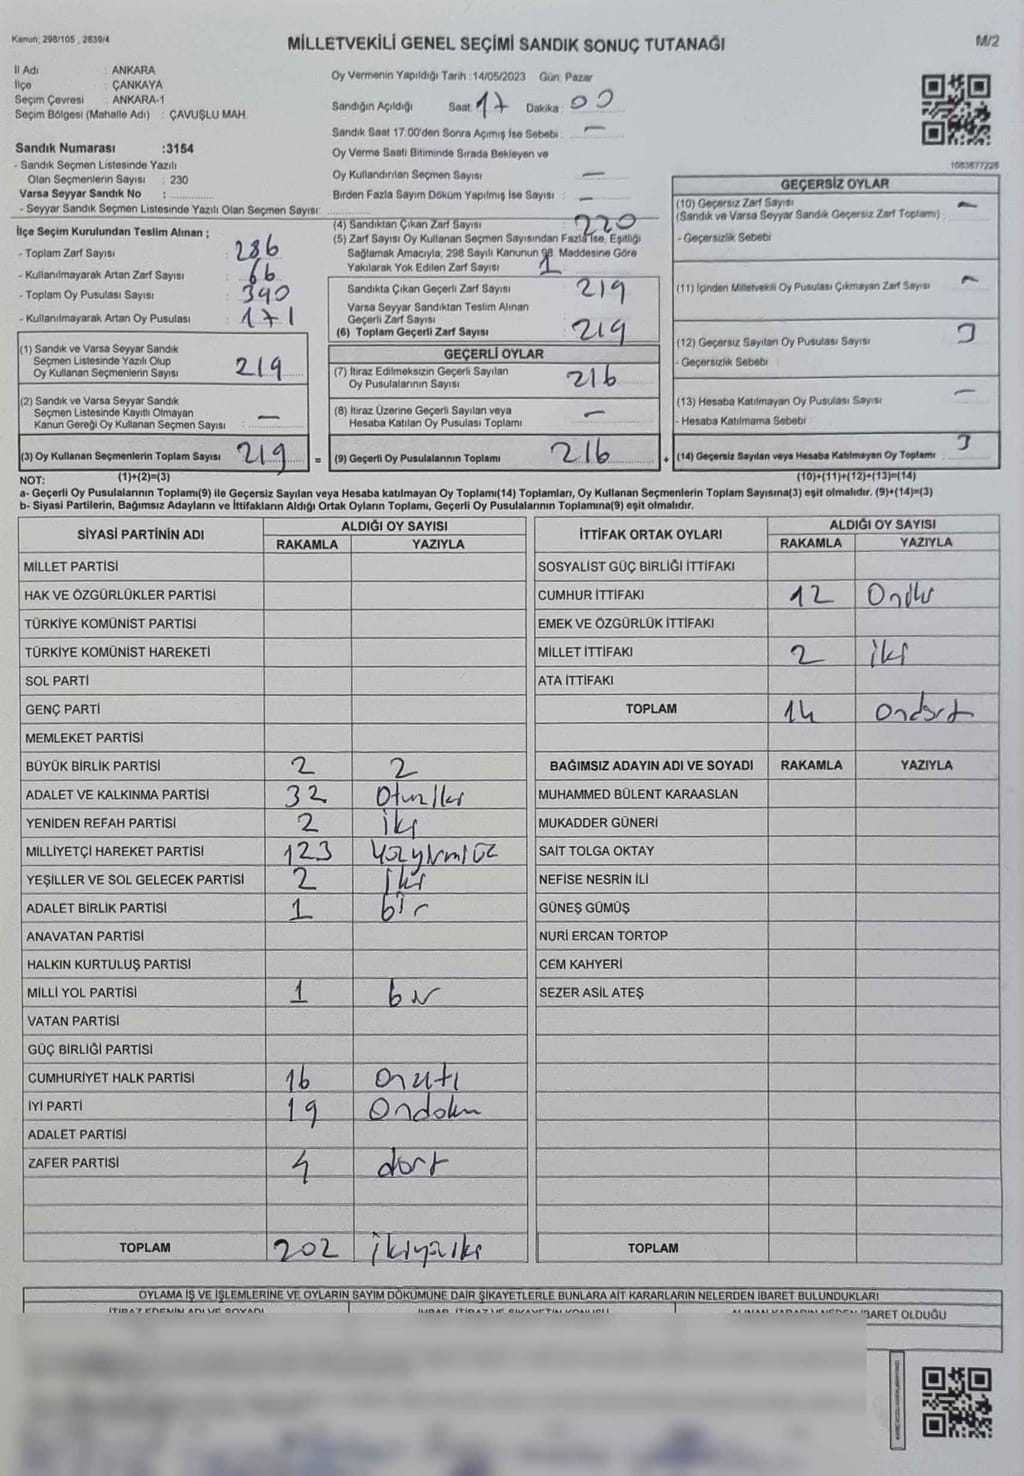 Kanun; 298/105 , 2839/4
MİLLETVEKİLİ GENEL SEÇİMİ SANDIK SONUÇ TUTANAĞI
M/2
İl Adı : ANKARA
İlçe : ÇANKAYA
Seçim Çevresi : ANKARA-1
Seçim Bölgesi (Mahalle Adı) : ÇAVUŞLU MAH.
Oy Vermenin Yapıldığı Tarih :14/05/2023 Gün: Pazar
Sandığın Açıldığı Saat: 17 Dakika: 00
Sandık Saat 17.00'den Sonra Açımış İse Sebebi : —
Oy Verme Saati Bitiminde Sırada Bekleyen ve
Oy Kullandırılan Seçmen Sayısı : —
Birden Fazla Sayım Döküm Yapılmış İse Sayısı : —
1083677228
Sandık Numarası :3154
- Sandık Seçmen Listesinde Yazılı
Olan Seçmenlerin Sayısı : 230
Varsa Seyyar Sandık No :
- Seyyar Sandık Seçmen Listesinde Yazılı Olan Seçmen Sayısı:
İlçe Seçim Kurulundan Teslim Alınan ;
- Toplam Zarf Sayısı : 286
- Kullanılmayarak Artan Zarf Sayısı : 66
- Toplam Oy Pusulası Sayısı : 390
- Kullanılmayarak Artan Oy Pusulası : 171
(1) Sandık ve Varsa Seyyar Sandık
Seçmen Listesinde Yazılı Olup
Oy Kullanan Seçmenlerin Sayısı : 219
(2) Sandık ve Varsa Seyyar Sandık
Seçmen Listesinde Kayıtlı Olmayan
Kanun Gereği Oy Kullanan Seçmen Sayısı : —
(3) Oy Kullanan Seçmenlerin Toplam Sayısı : 219
(4) Sandıktan Çıkan Zarf Sayısı : 220
(5) Zarf Sayısı Oy Kullanan Seçmen Sayısından Fazla İse, Eşitliği
Sağlamak Amacıyla; 298 Sayılı Kanunun 98. Maddesine Göre
Yakılarak Yok Edilen Zarf Sayısı : 1
Sandıkta Çıkan Geçerli Zarf Sayısı : 219
Varsa Seyyar Sandıktan Teslim Alınan
Geçerli Zarf Sayısı
(6) Toplam Geçerli Zarf Sayısı : 219
GEÇERLİ OYLAR
(7) İtiraz Edilmeksizin Geçerli Sayılan
Oy Pusulalarının Sayısı : 216
(8) İtiraz Üzerine Geçerli Sayılan veya
Hesaba Katılan Oy Pusulası Toplamı : —
= (9) Geçerli Oy Pusulalarının Toplamı : 216
GEÇERSİZ OYLAR
(10) Geçersiz Zarf Sayısı —
(Sandık ve Varsa Seyyar Sandık Geçersiz Zarf Toplamı) :
- Geçersizlik Sebebi :
(11) İçinden Milletvekili Oy Pusulası Çıkmayan Zarf Sayısı : —
(12) Geçersiz Sayılan Oy Pusulası Sayısı : 3
- Geçersizlik Sebebi :
(13) Hesaba Katılmayan Oy Pusulası Sayısı : —
- Hesaba Katılmama Sebebi :
+ (14) Geçersiz Sayılan veya Hesaba Katılmayan Oy Toplamı : 3
NOT: (1)+(2)=(3) (10)+(11)+(12)+(13)=(14)
a- Geçerli Oy Pusulalarının Toplamı(9) ile Geçersiz Sayılan veya Hesaba katılmayan Oy Toplamı(14) Toplamları, Oy Kullanan Seçmenlerin Toplam Sayısına(3) eşit olmalıdır. (9)+(14)=(3)
b- Siyasi Partilerin, Bağımsız Adayların ve İttifakların Aldığı Ortak Oyların Toplamı, Geçerli Oy Pusulalarının Toplamına(9) eşit olmalıdır.
SİYASİ PARTİNİN ADI ALDIĞI OY SAYISI
RAKAMLA YAZIYLA
MİLLET PARTİSİ
HAK VE ÖZGÜRLÜKLER PARTİSİ
TÜRKİYE KOMÜNİST PARTİSİ
TÜRKİYE KOMÜNİST HAREKETİ
SOL PARTİ
GENÇ PARTİ
MEMLEKET PARTİSİ
BÜYÜK BİRLİK PARTİSİ 2 2
ADALET VE KALKINMA PARTİSİ 32 Otuziki
YENİDEN REFAH PARTİSİ 2 iki
MİLLİYETÇİ HAREKET PARTİSİ 123 Yüzyirmiüç
YEŞİLLER VE SOL GELECEK PARTİSİ 2 iki
ADALET BİRLİK PARTİSİ 1 bir
ANAVATAN PARTİSİ
HALKIN KURTULUŞ PARTİSİ
MİLLİ YOL PARTİSİ 1 bir
VATAN PARTİSİ
GÜÇ BİRLİĞİ PARTİSİ
CUMHURİYET HALK PARTİSİ 16 onaltı
İYİ PARTİ 19 Ondoku
ADALET PARTİSİ
ZAFER PARTİSİ 4 dört
TOPLAM 202 ikiyüziki
İTTİFAK ORTAK OYLARI ALDIĞI OY SAYISI
RAKAMLA YAZIYLA
SOSYALİST GÜÇ BİRLİĞİ İTTİFAKI
CUMHUR İTTİFAKI 12 Oniki
EMEK VE ÖZGÜRLÜK İTTİFAKI
MİLLET İTTİFAKI 2 iki
ATA İTTİFAKI
TOPLAM 14 ondört
BAĞIMSIZ ADAYIN ADI VE SOYADI RAKAMLA YAZIYLA
MUHAMMED BÜLENT KARAASLAN
MUKADDER GÜNERİ
SAİT TOLGA OKTAY
NEFİSE NESRİN İLİ
GÜNEŞ GÜMÜŞ
NURİ ERCAN TORTOP
CEM KAHYERİ
SEZER ASİL ATEŞ
TOPLAM
OYLAMA İŞ VE İŞLEMLERİNE VE OYLARIN SAYIM DÖKÜMÜNE DAİR ŞİKAYETLERLE BUNLARA AİT KARARLARIN NELERDEN İBARET BULUNDUKLARI
İTİRAZ EDENİN ADI VE SOYADI İHBAR, İTİRAZ VE ŞİKAYETİN KONUSU ALINAN KARARIN NEDEN İBARET OLDUĞU